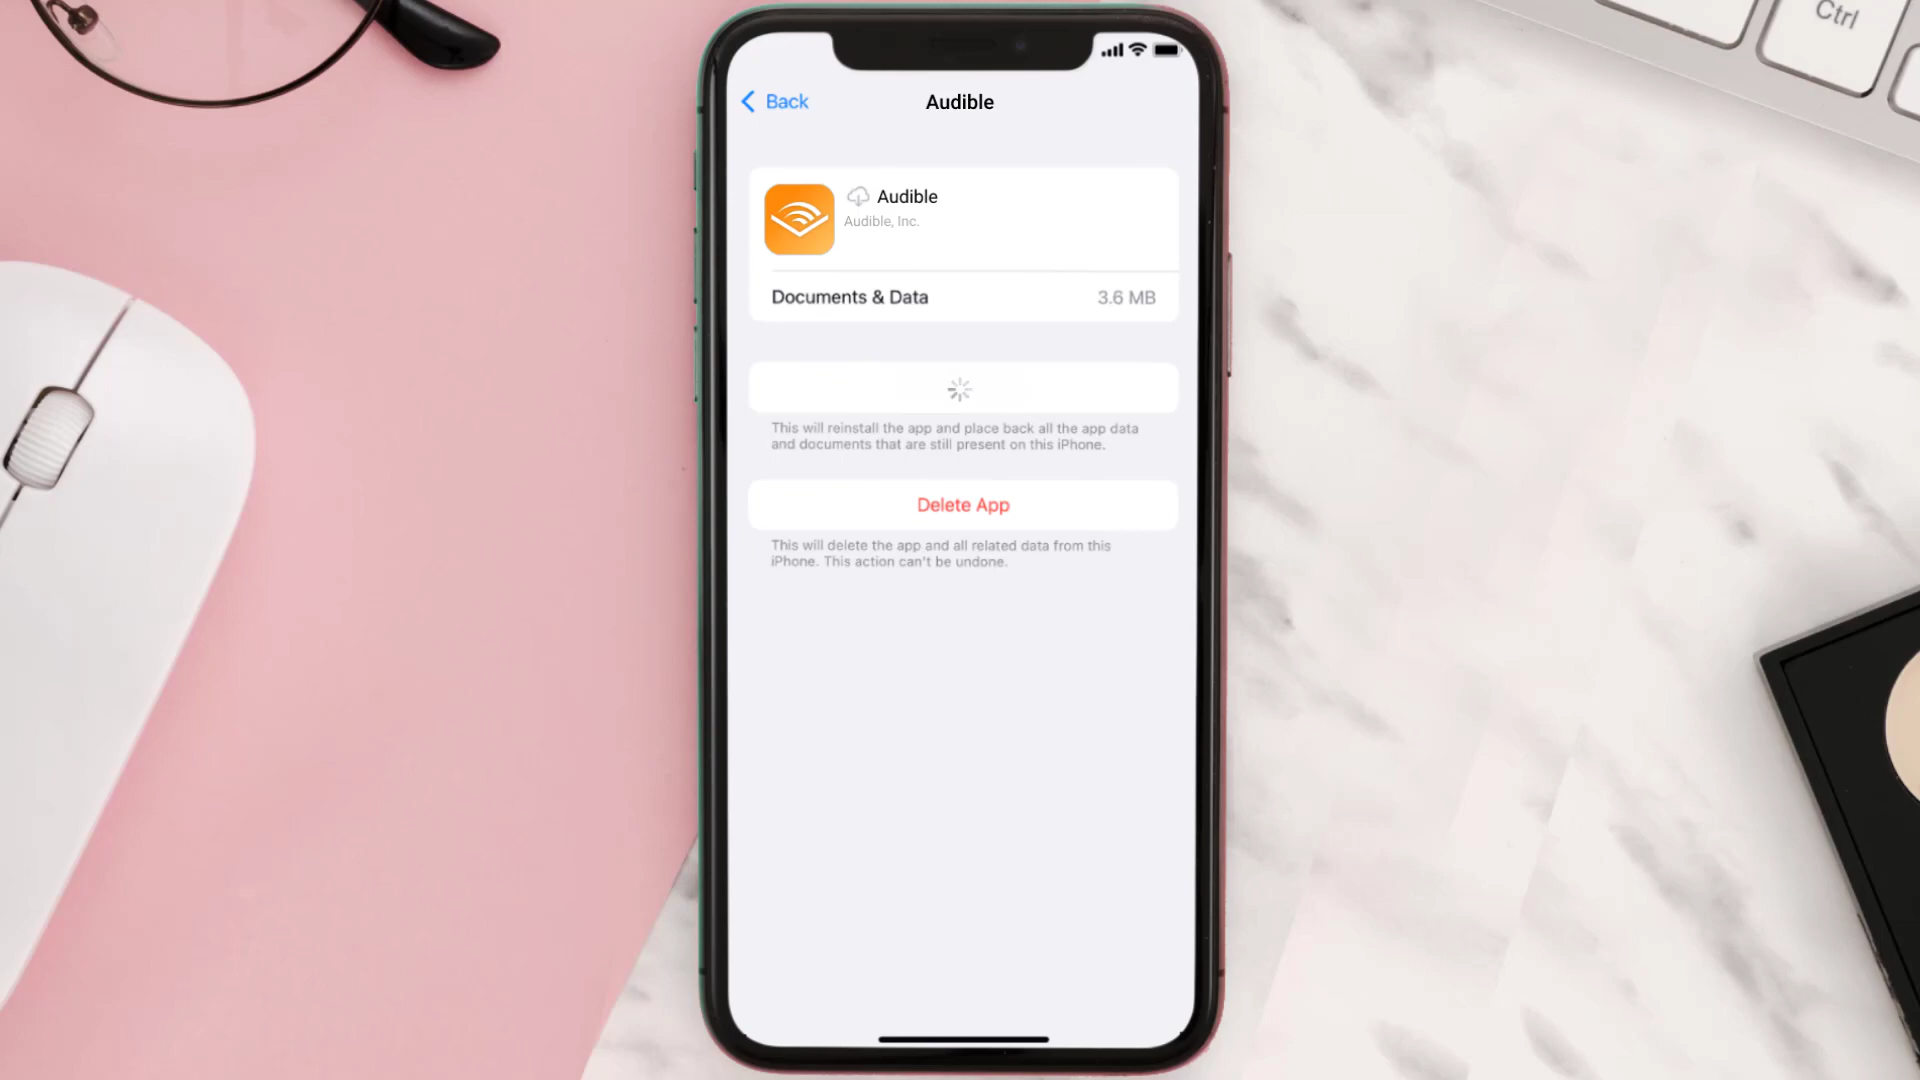 Ctrl
Back
Audible
Audible
Audible, Inc.
Documents & Data 3.6 MB
This will reinstall the app and place back all the app data
and documents that are still present on this iPhone.
Delete App
This will delete the app and all related data from this
iPhone. This action can't be undone.